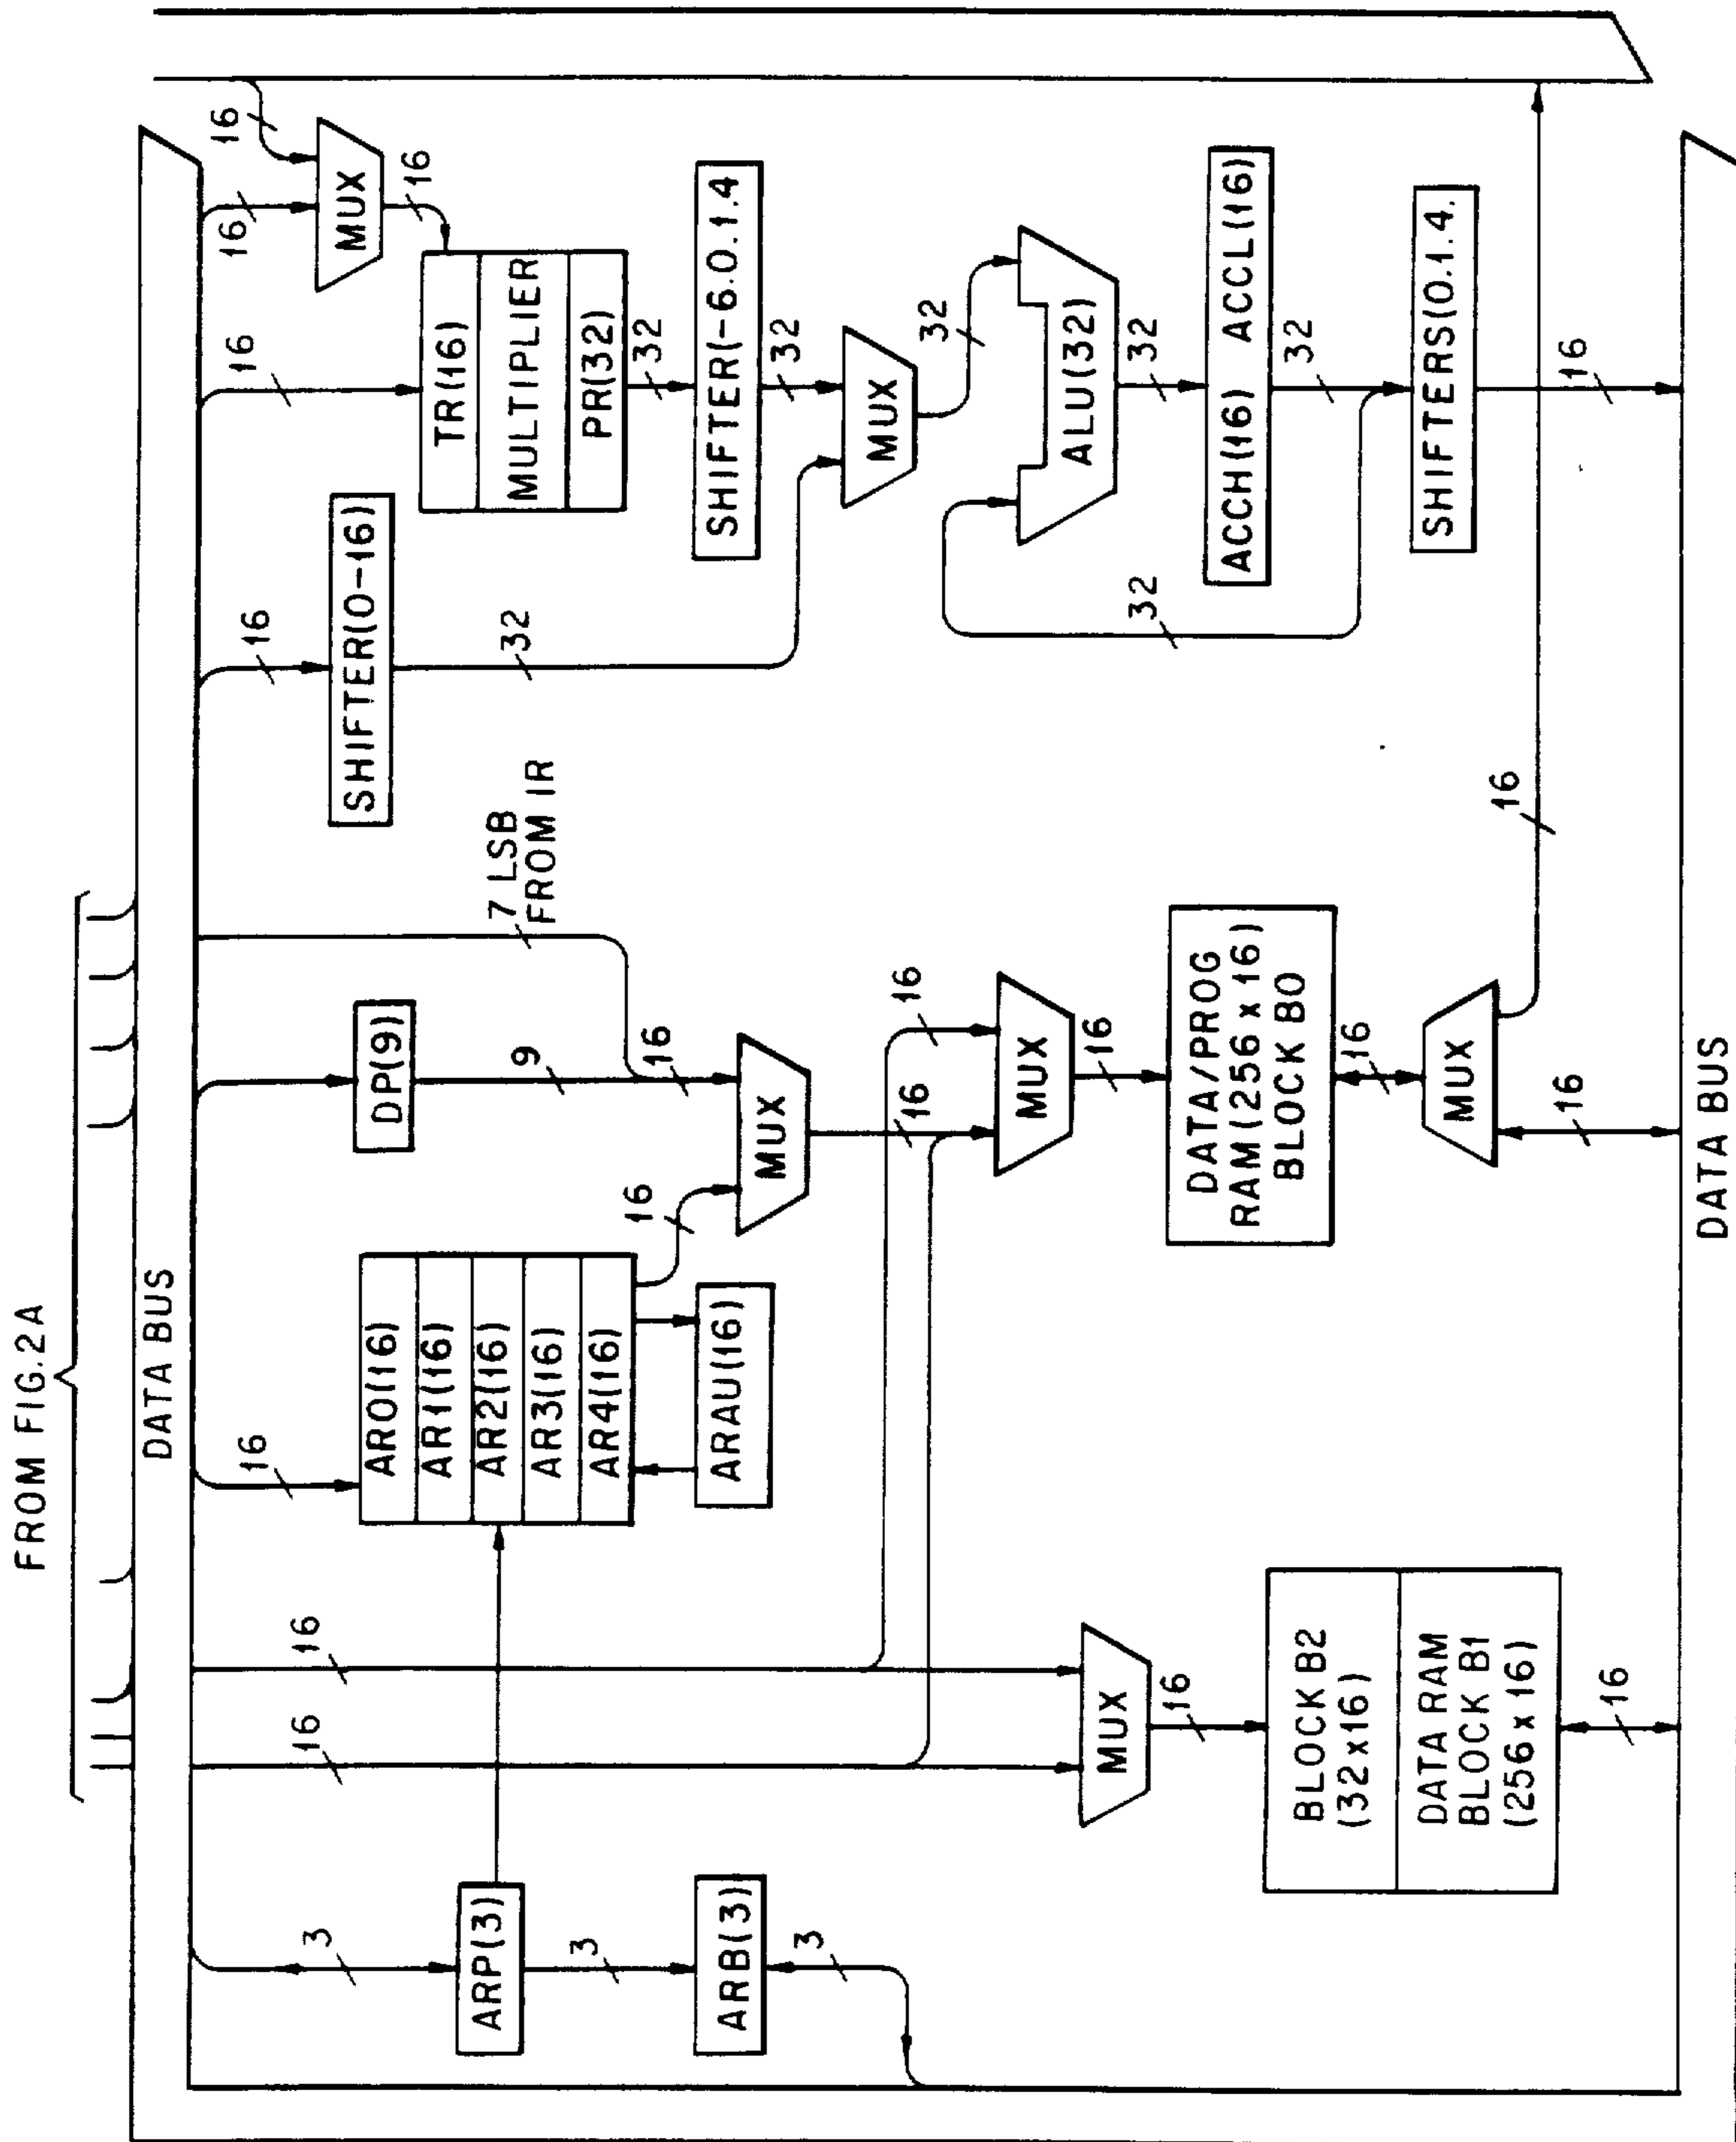 FROM FIG.2A
DATA BUS
3
ARP(3)
3
ARB(3)
3
16
16
16
AR0(16)
AR1(16)
AR2(16)
AR3(16)
AR4(16)
ARAU(16)
16
DP(9)
9
16
7 LSB
FROM IR
MUX
16
16
MUX
16
DATA/PROG
RAM(256 x 16)
BLOCK B0
16
MUX
16
16
MUX
16
BLOCK B2
(32x16)
DATA RAM
BLOCK B1
(256 x 16)
16
16
SHIFTER(0-16)
32
16
16
16
MUX
16
TR(16)
MULTIPLIER
PR(32)
32
SHIFTER(-6.0.1.4
32
MUX
32
ALU(32)
32
32
ACCH(16) ACCL(16)
32
SHIFTERS(0.1.4.
16
DATA BUS